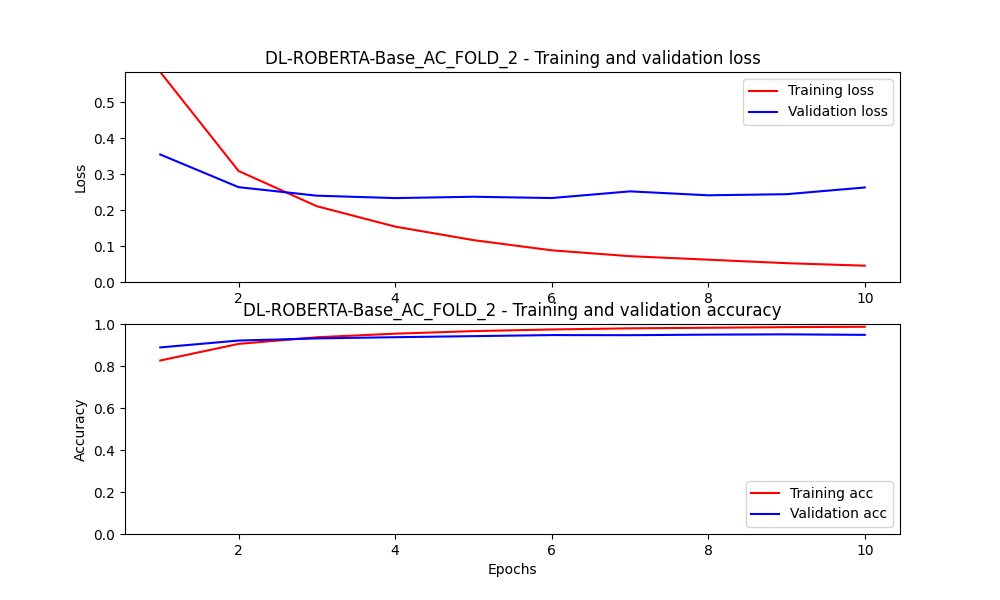 DL-ROBERTA-Base_AC_FOLD_2 - Training and validation loss
Training loss
Validation loss
Loss
0.5
0.4
0.3
0.2
0.1
0.0
2 4 6 8 10
DL-ROBERTA-Base_AC_FOLD_2 - Training and validation accuracy
Accuracy
1.0
0.8
0.6
0.4
0.2
0.0
Training acc
Validation acc
2 4 6 8 10
Epochs